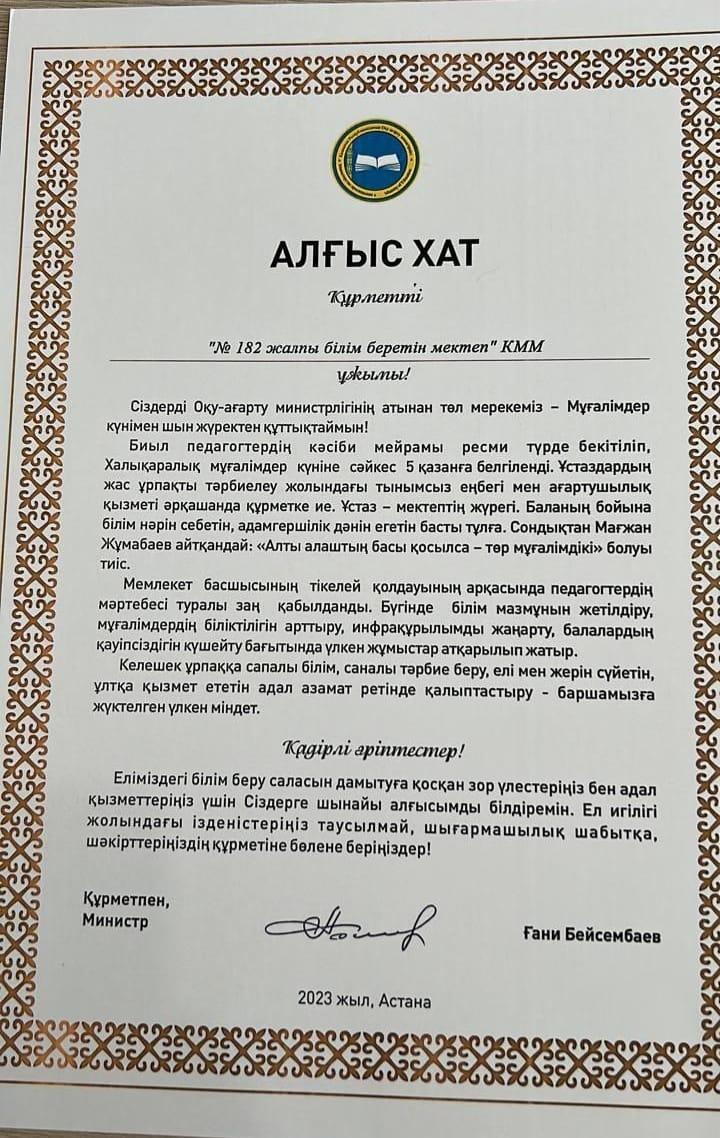 АЛҒЫС ХАТ
Құрметті
"№ 182 жалпы білім беретін мектеп" КММ
ұжымы!
Сіздерді Оқу-ағарту министрлігінің атынан төл мерекеміз – Мұғалімдер
күнімен шын жүректен құттықтаймын!
Биыл педагогтердің кәсіби мейрамы ресми түрде бекітіліп,
Халықаралық мұғалімдер күніне сәйкес 5 қазанға белгіленді. Ұстаздардың
жас ұрпақты тәрбиелеу жолындағы тынымсыз еңбегі мен ағартушылық
қызметі әрқашанда құрметке ие. Ұстаз – мектептің жүрегі. Баланың бойына
білім нәрін себетін, адамгершілік дәнін егетін басты тұлға. Сондықтан Мағжан
Жұмабаев айтқандай: «Алты алаштың басы қосылса – төр мұғалімдікі» болуы
тиіс.
Мемлекет басшысының тікелей қолдауының арқасында педагогтердің
мәртебесі туралы заң қабылданды. Бүгінде білім мазмұнын жетілдіру,
мұғалімдердің біліктілігін арттыру, инфрақұрылымды жаңарту, балалардың
қауіпсіздігін күшейту бағытында үлкен жұмыстар атқарылып жатыр.
Келешек ұрпаққа сапалы білім, саналы тәрбие беру, елі мен жерін сүйетін,
ұлтқа қызмет ететін адал азамат ретінде қалыптастыру - баршамызға
жүктелген үлкен міндет.
Қадірлі әріптестер!
Еліміздегі білім беру саласын дамытуға қосқан зор үлестеріңіз бен адал
қызметтеріңіз үшін Сіздерге шынайы алғысымды білдіремін. Ел игілігі
жолындағы ізденістеріңіз таусылмай, шығармашылық шабытқа,
шәкірттеріңіздің құрметіне бөлене беріңіздер!
Құрметпен,
Министр
Ғани Бейсембаев
2023 жыл, Астана